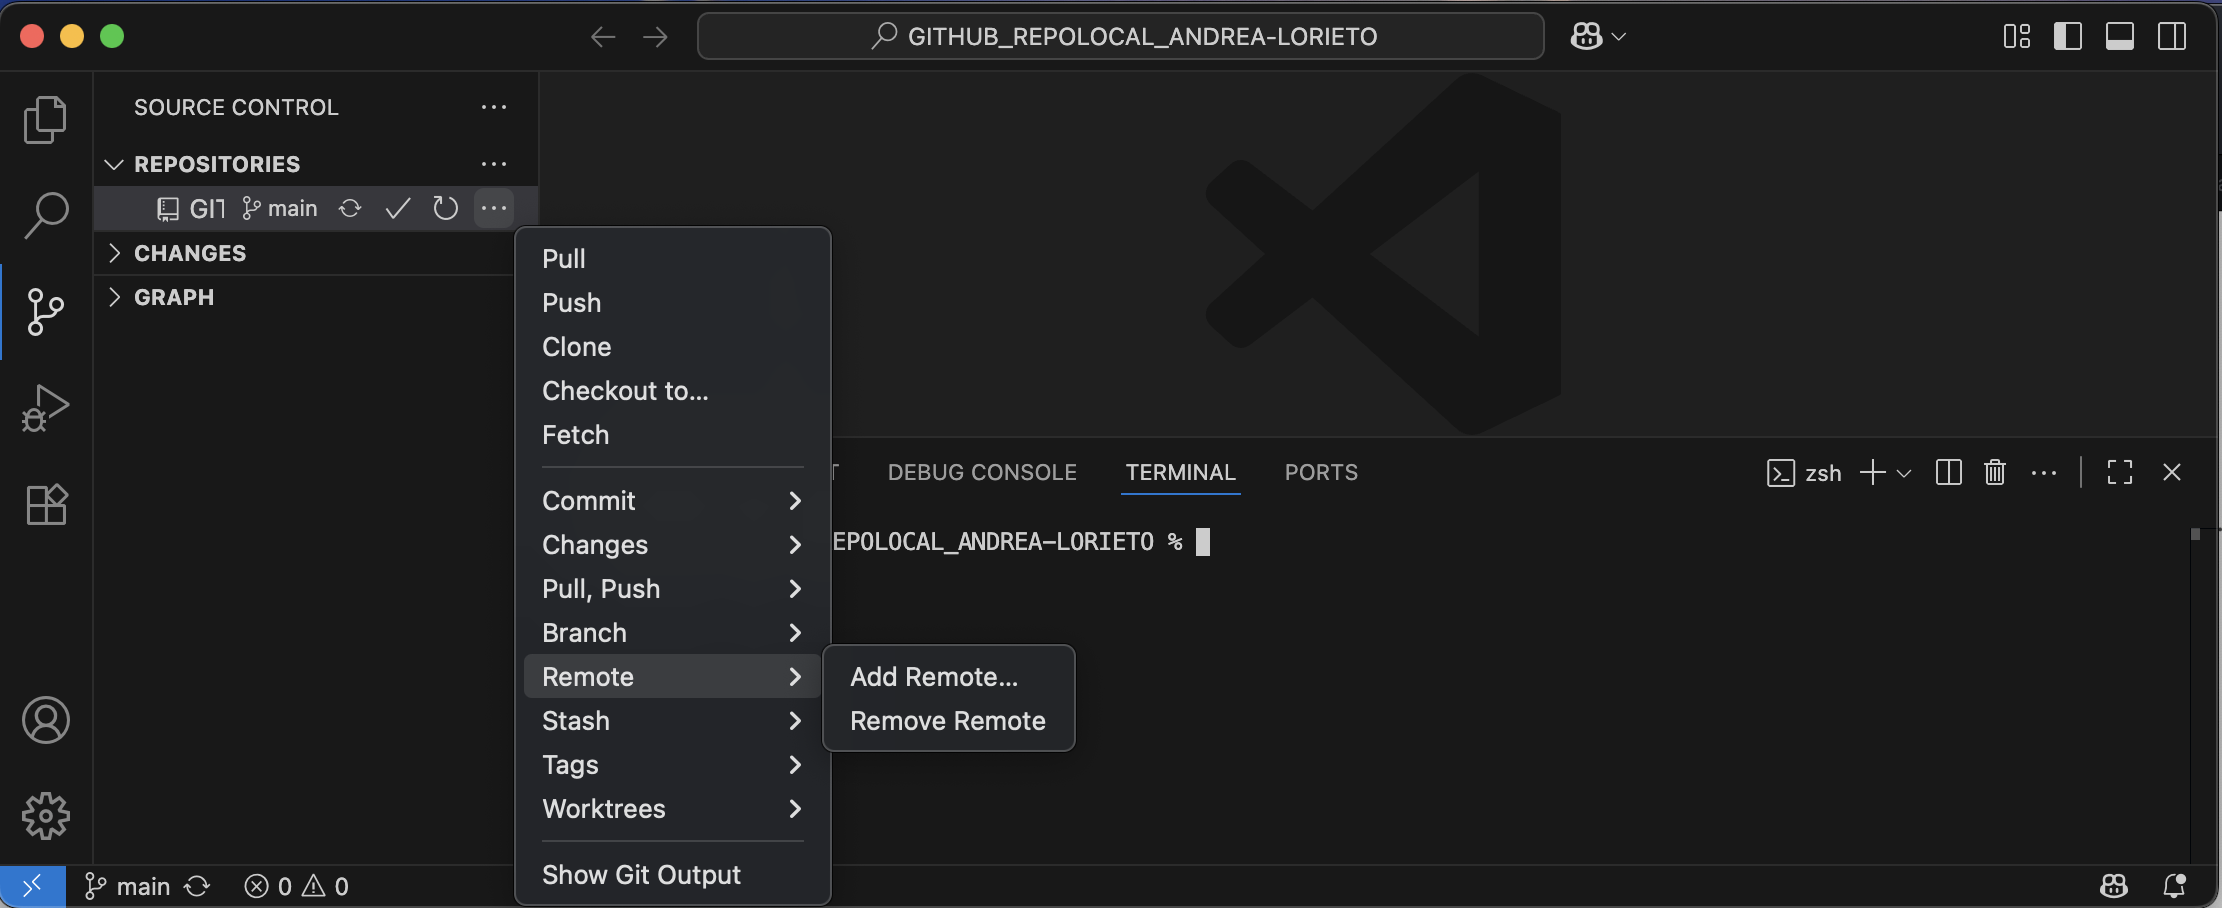 GITHUB_REPOLOCAL_ANDREA-LORIETO
SOURCE CONTROL
REPOSITORIES
GIT main
CHANGES
GRAPH
Pull
Push
Clone
Checkout to...
Fetch
Commit
Changes
Pull, Push
Branch
Remote
Stash
Tags
Worktrees
Show Git Output
Add Remote...
Remove Remote
T DEBUG CONSOLE TERMINAL PORTS
zsh
EPOLOCAL_ANDREA-LORIETO %
main 0 0